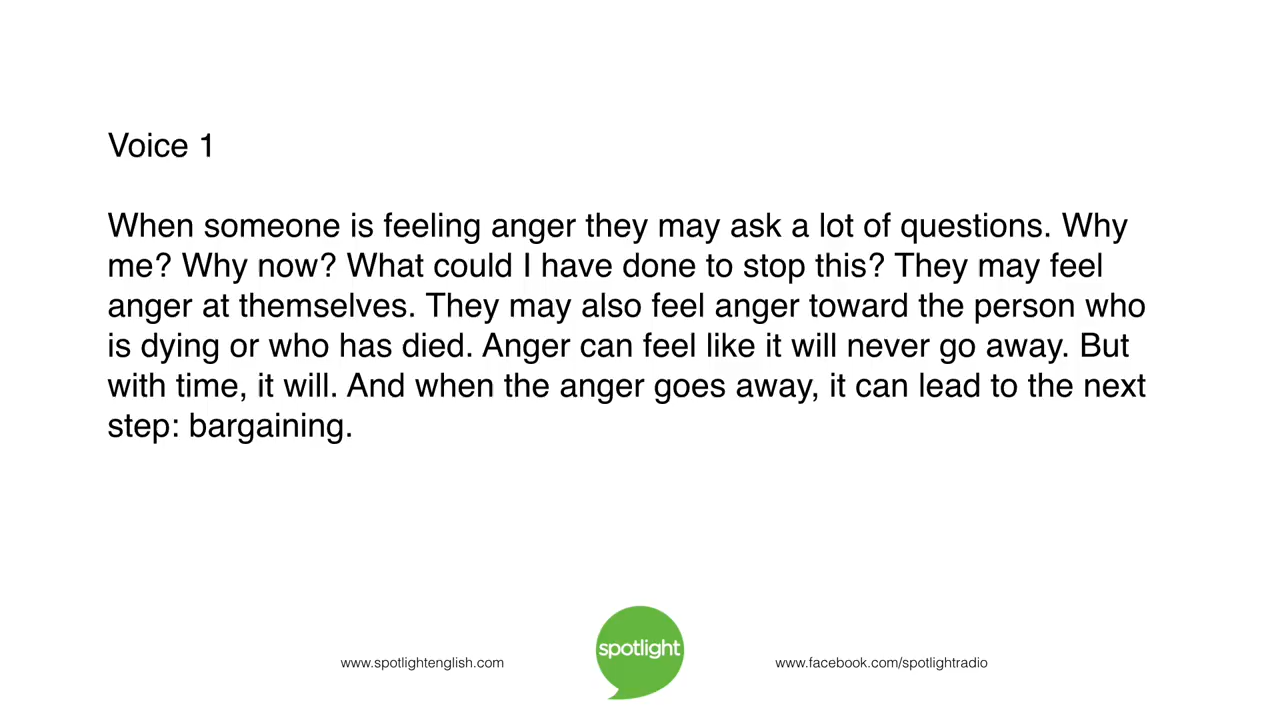 Voice 1
When someone is feeling anger they may ask a lot of questions. Why
me? Why now? What could I have done to stop this? They may feel
anger at themselves. They may also feel anger toward the person who
is dying or who has died. Anger can feel like it will never go away. But
with time, it will. And when the anger goes away, it can lead to the next
step: bargaining.
spotlight
www.spotlightenglish.com
www.facebook.com/spotlightradio